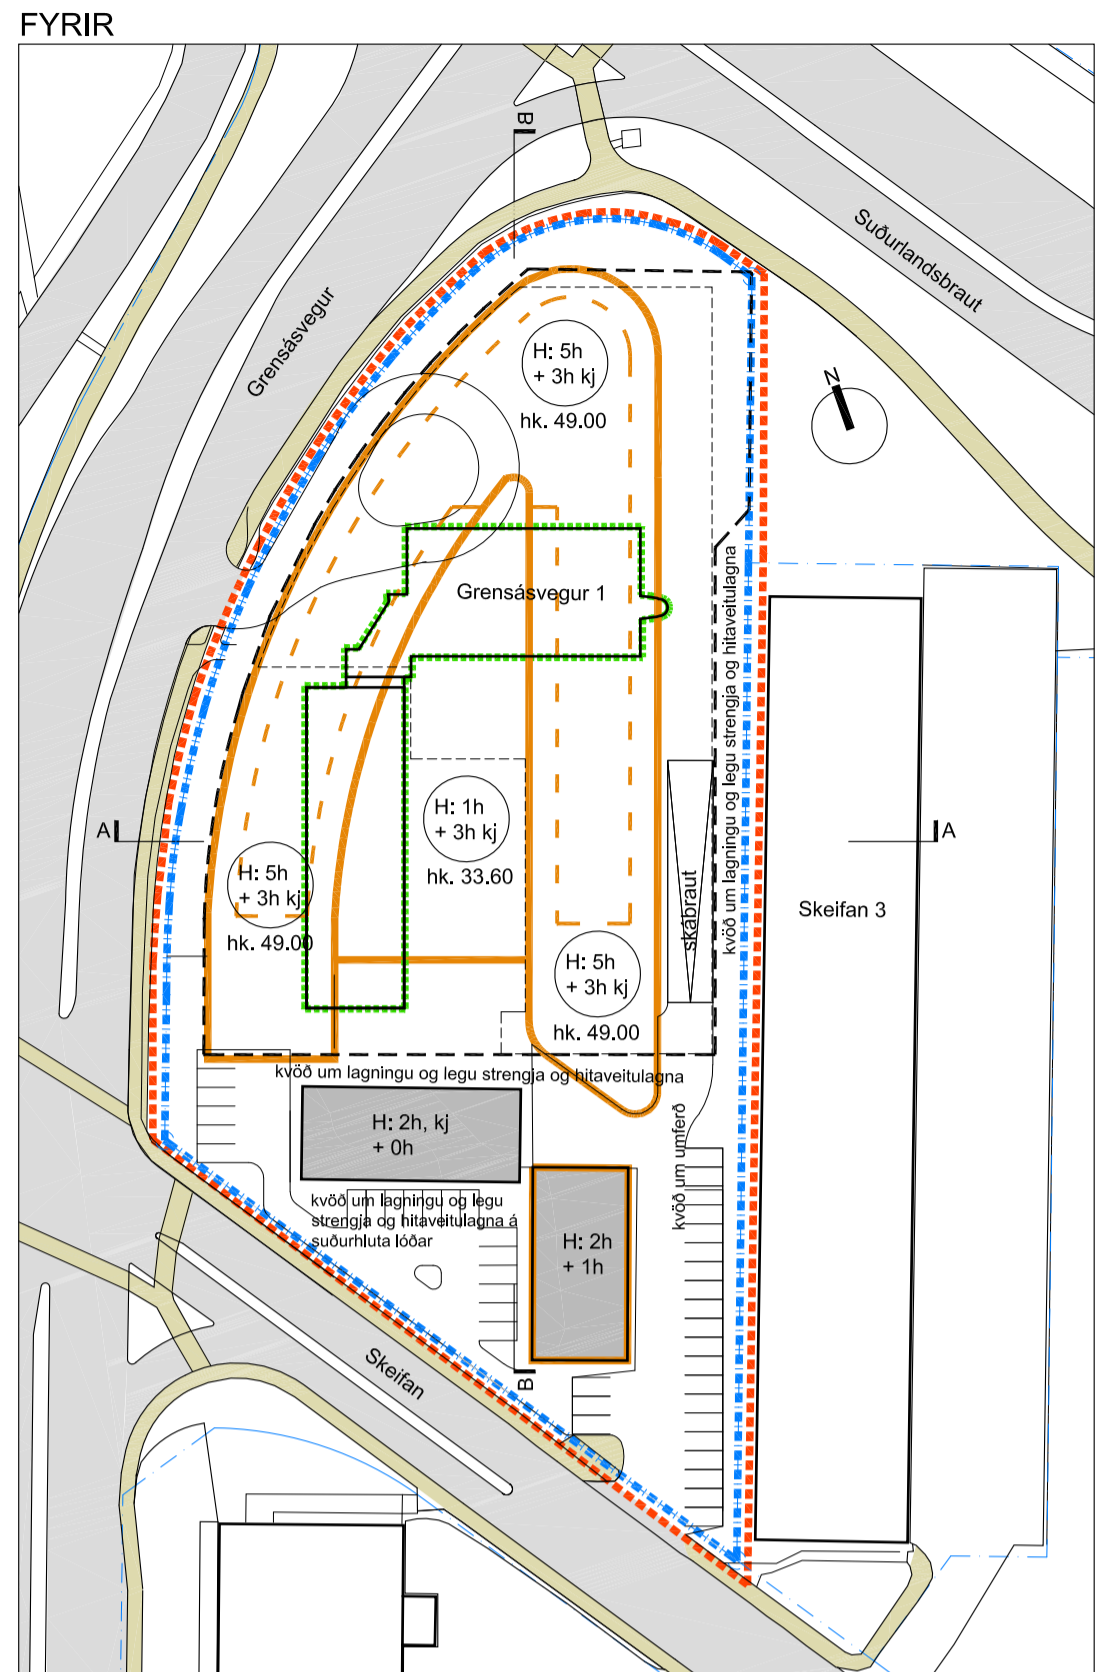 FYRIR
B
Suðurlandsbraut
Grensásvegur
H: 5h
+ 3h kj
hk. 49.00
N
Grensásvegur 1
kvöð um lagningu og legu strengja og hitaveitulagna
A
H: 1h
+ 3h kj
hk. 33.60
A
H: 5h
+ 3h kj
hk. 49.00
skábraut
Skeifan 3
H: 5h
+ 3h kj
hk. 49.00
kvöð um lagningu og legu strengja og hitaveitulagna
H: 2h, kj
+ 0h
kvöð um umferð
kvöð um lagningu og legu
strengja og hitaveitulagna á
suðurhluta lóðar
H: 2h
+ 1h
Skeifan
B